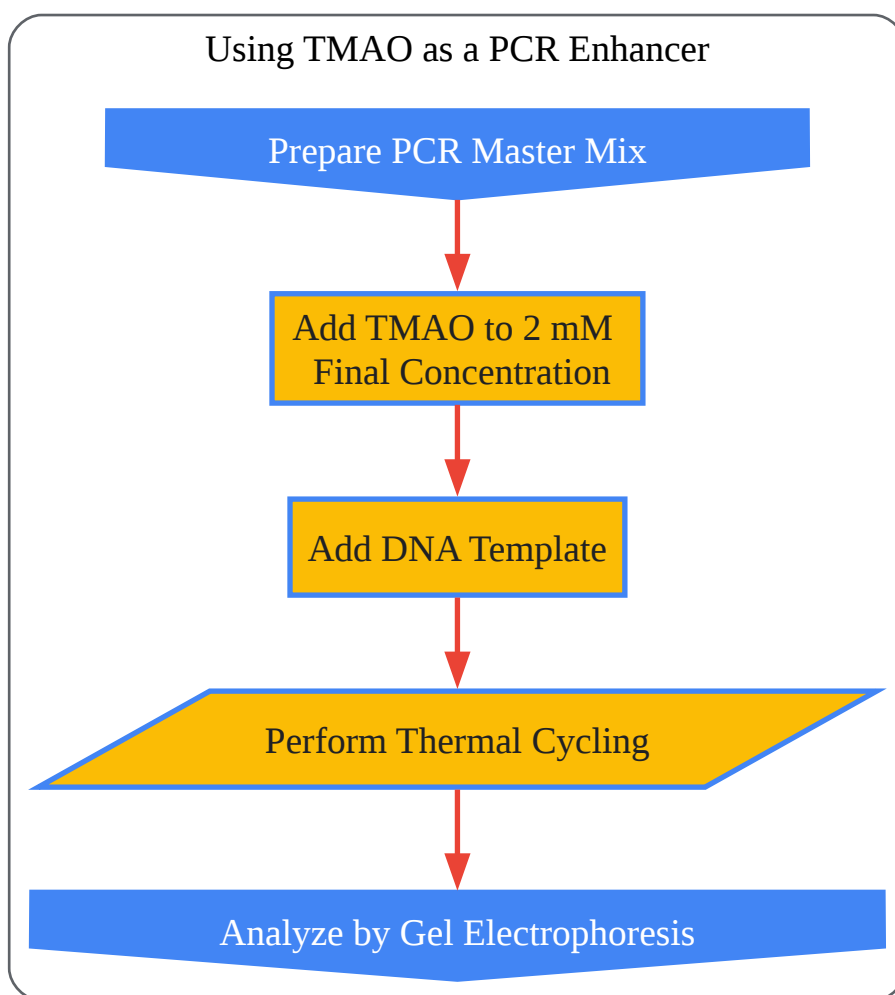 Using TMAO as a PCR Enhancer
Prepare PCR Master Mix
Add TMAO to 2 mM
Final Concentration
Add DNA Template
Perform Thermal Cycling
Analyze by Gel Electrophoresis